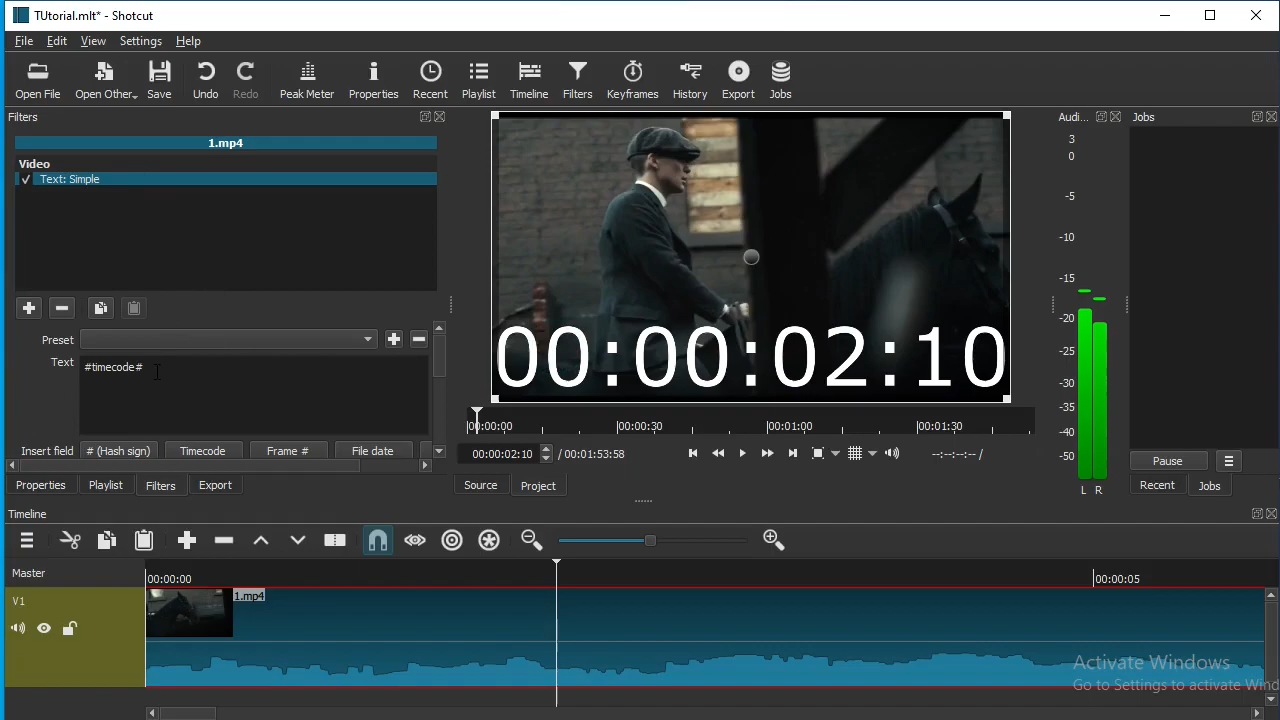 TUtorial.mlt* - Shotcut
File Edit View Settings Help
Open File Open Other Save Undo Redo Peak Meter Properties Recent Playlist Timeline Filters Keyframes History Export Jobs
Filters
1.mp4
Video
✓ Text: Simple
Preset
Text #timecode#
Insert field # (Hash sign) Timecode Frame # File date
Properties Playlist Filters Export
00:00:02:10
00:00:00 00:00:30 00:01:00 00:01:30
00:00:02:10 / 00:01:53:58 --:--:--:-- /
Source Project
Audi...
3
0
-5
-10
-15
-20
-25
-30
-35
-40
-50
L R
Jobs
Pause
Recent Jobs
Timeline
Master
00:00:00 00:00:05
V1
1.mp4
Activate Windows
Go to Settings to activate Wind